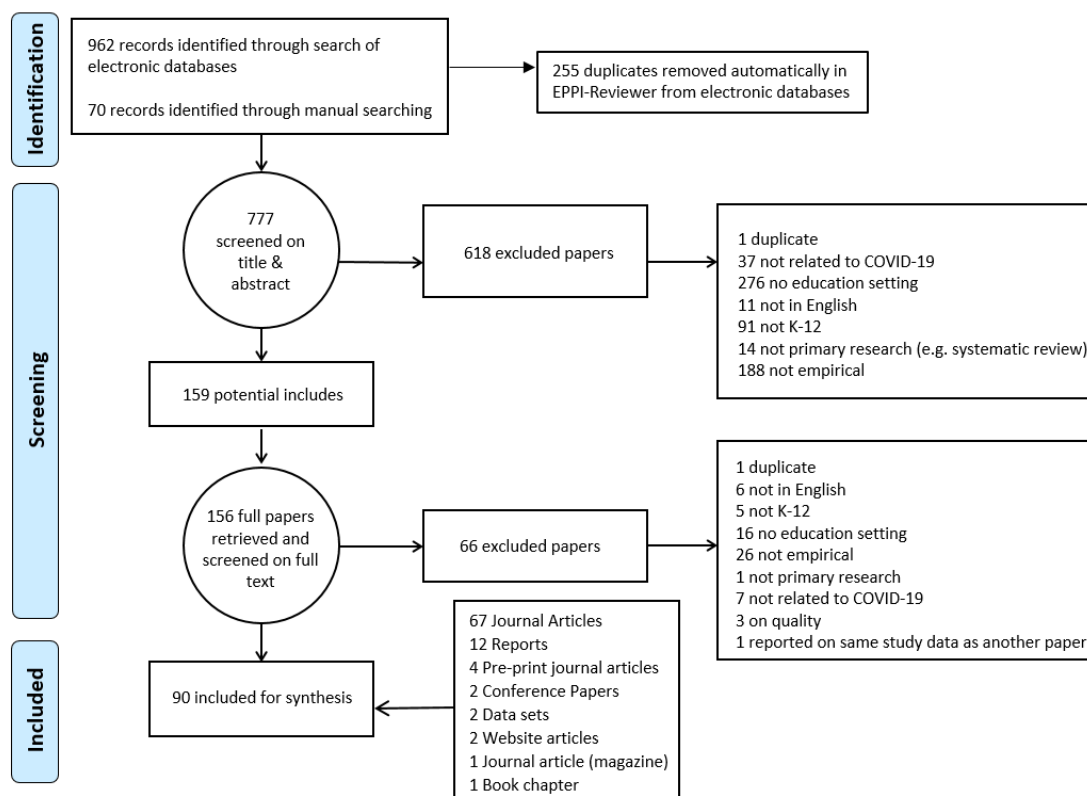 Identification
962 records identified through search of
electronic databases
70 records identified through manual searching
255 duplicates removed automatically in
EPPI-Reviewer from electronic databases
Screening
777
screened on
title &
abstract
618 excluded papers
1 duplicate
37 not related to COVID-19
276 no education setting
11 not in English
91 not K-12
14 not primary research (e.g. systematic review)
188 not empirical
159 potential includes
156 full papers
retrieved and
screened on full
text
66 excluded papers
1 duplicate
6 not in English
5 not K-12
16 no education setting
26 not empirical
1 not primary research
7 not related to COVID-19
3 on quality
1 reported on same study data as another paper
Included
90 included for synthesis
67 Journal Articles
12 Reports
4 Pre-print journal articles
2 Conference Papers
2 Data sets
2 Website articles
1 Journal article (magazine)
1 Book chapter